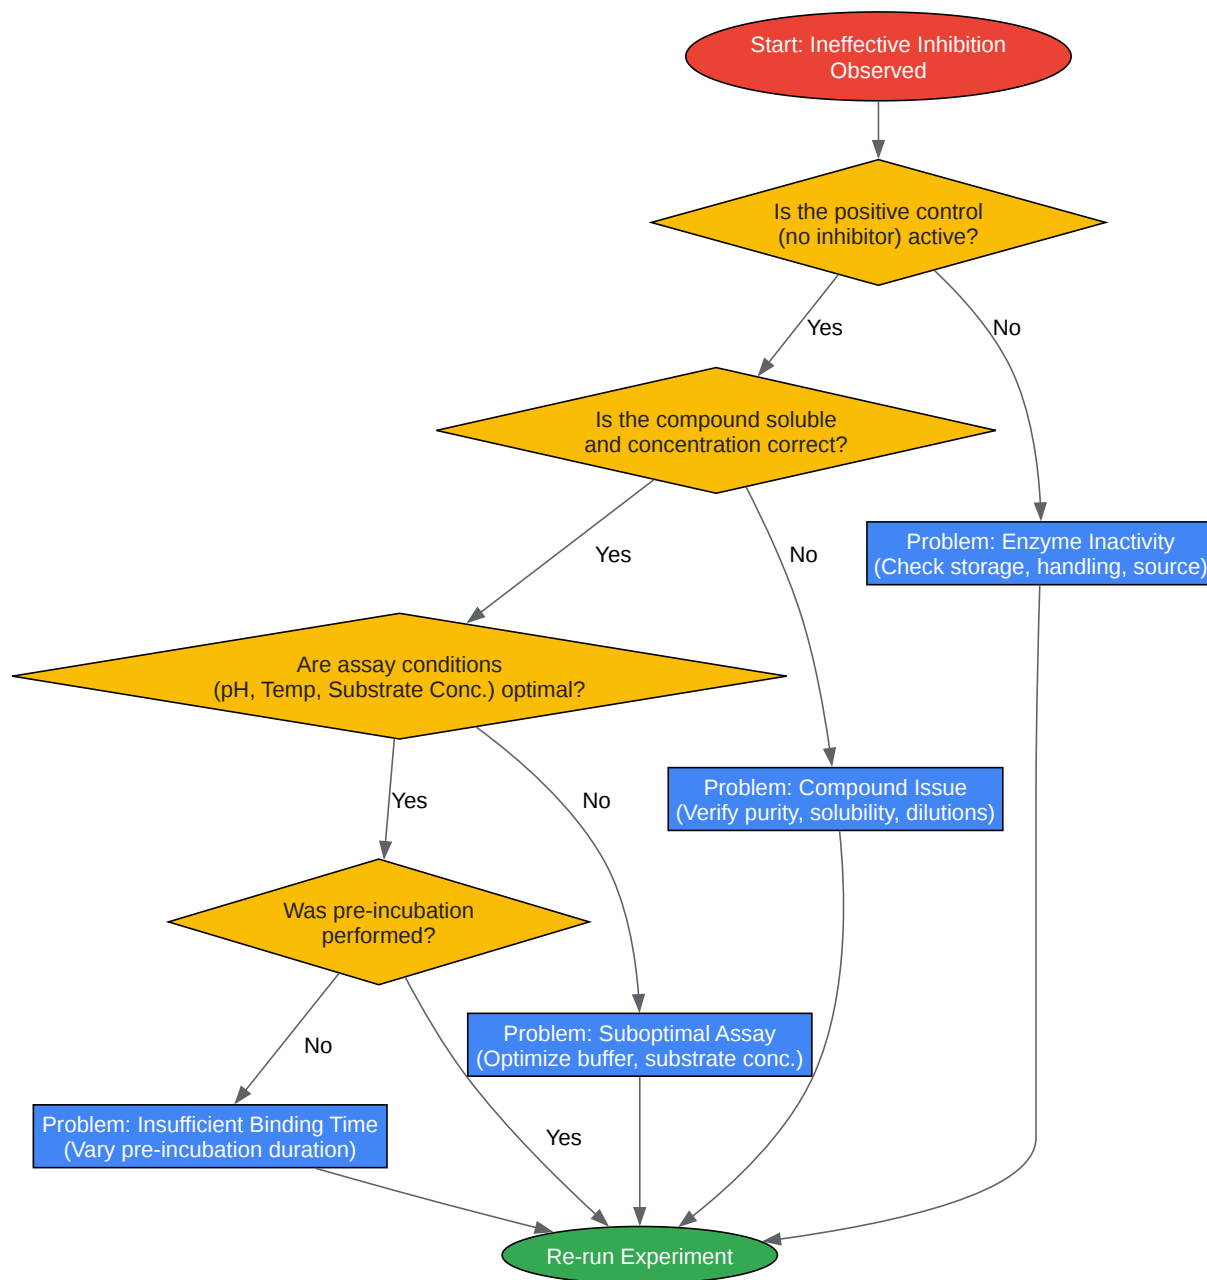 Start: Ineffective Inhibition
Observed
Is the positive control
(no inhibitor) active?
Yes
No
Is the compound soluble
and concentration correct?
Yes
No
Problem: Enzyme Inactivity
(Check storage, handling, source)
Are assay conditions
(pH, Temp, Substrate Conc.) optimal?
Yes
No
Problem: Compound Issue
(Verify purity, solubility, dilutions)
Was pre-incubation
performed?
No
Yes
Problem: Suboptimal Assay
(Optimize buffer, substrate conc.)
Problem: Insufficient Binding Time
(Vary pre-incubation duration)
Re-run Experiment